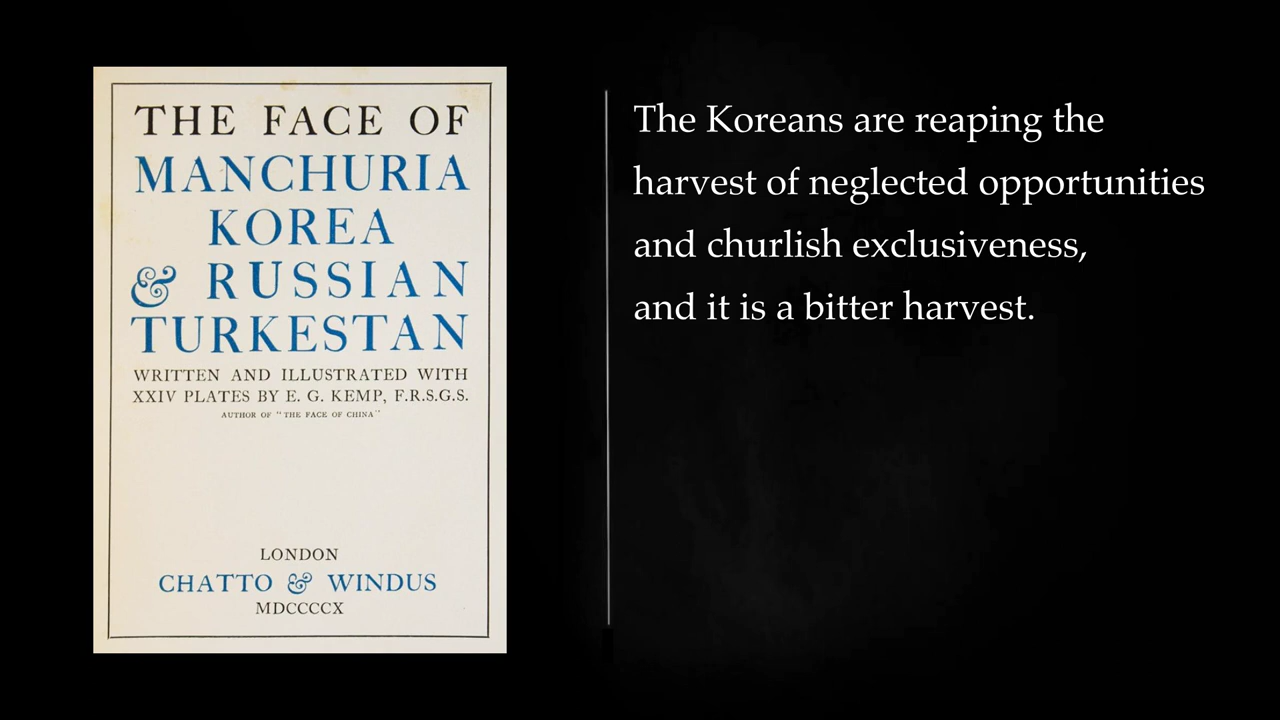 THE FACE OF
MANCHURIA
KOREA
& RUSSIAN
TURKESTAN
WRITTEN AND ILLUSTRATED WITH
XXIV PLATES BY E. G. KEMP, F.R.S.G.S.
AUTHOR OF "THE FACE OF CHINA"
LONDON
CHATTO & WINDUS
MDCCCCX
The Koreans are reaping the
harvest of neglected opportunities
and churlish exclusiveness,
and it is a bitter harvest.